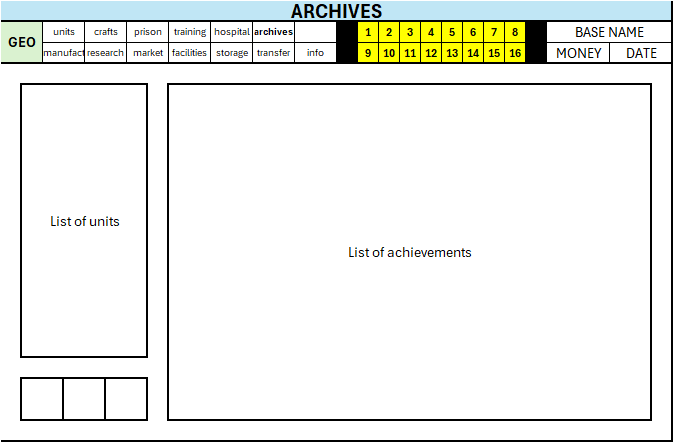 ARCHIVES
GEO
units crafts prison training hospital archives
manufact research market facilities storage transfer info
1 2 3 4 5 6 7 8
9 10 11 12 13 14 15 16
BASE NAME
MONEY DATE
List of units
List of achievements